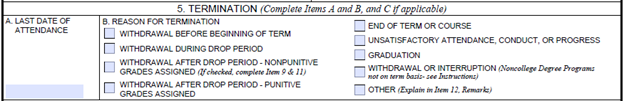 5. TERMINATION (Complete Items A and B, and C if applicable)
A. LAST DATE OF
ATTENDANCE
B. REASON FOR TERMINATION
WITHDRAWAL BEFORE BEGINNING OF TERM
WITHDRAWAL DURING DROP PERIOD
WITHDRAWAL AFTER DROP PERIOD - NONPUNITIVE
GRADES ASSIGNED (If checked, complete Item 9 & 11)
WITHDRAWAL AFTER DROP PERIOD - PUNITIVE
GRADES ASSIGNED
END OF TERM OR COURSE
UNSATISFACTORY ATTENDANCE, CONDUCT, OR PROGRESS
GRADUATION
WITHDRAWAL OR INTERRUPTION (Noncollege Degree Programs
not on term basis- see Instructions)
OTHER (Explain in Item 12, Remarks)